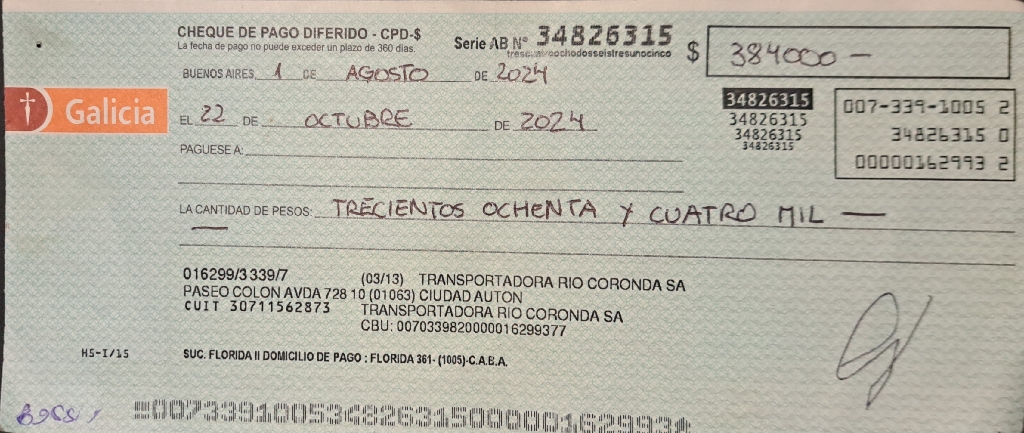 CHEQUE DE PAGO DIFERIDO - CPD-$
La fecha de pago no puede exceder un plazo de 360 días.
Serie AB Nº 34826315
trescuatroochodosseistresunocinco
$ 384000 —
BUENOS AIRES, 1 DE AGOSTO DE 2024
Galicia
EL 22 DE OCTUBRE DE 2024
34826315
34826315
34826315
34826315
007-339-1005 2
34826315 0
00000162993 2
PAGUESE A:
LA CANTIDAD DE PESOS: TRECIENTOS OCHENTA Y CUATRO MIL —
—
016299/3 339/7 (03/13) TRANSPORTADORA RIO CORONDA SA
PASEO COLON AVDA 728 10 (01063) CIUDAD AUTON
CUIT 30711562873 TRANSPORTADORA RIO CORONDA SA
CBU: 0070339820000016299377
HS-I/15
SUC. FLORIDA II DOMICILIO DE PAGO : FLORIDA 361- (1005)-C.A.B.A.